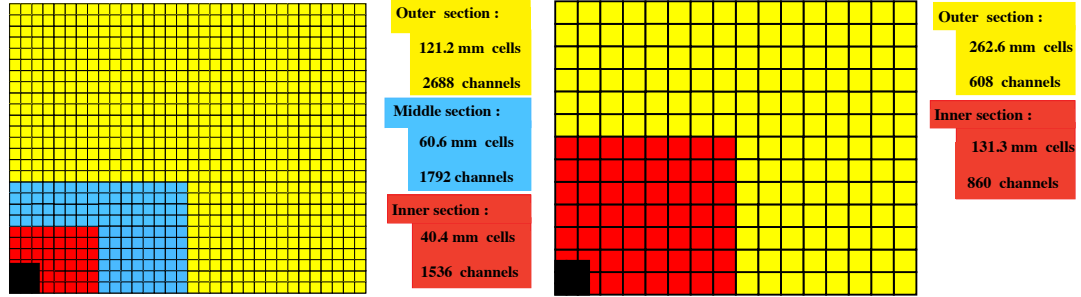 Outer section :
121.2 mm cells
2688 channels
Middle section :
60.6 mm cells
1792 channels
Inner section :
40.4 mm cells
1536 channels
Outer section :
262.6 mm cells
608 channels
Inner section :
131.3 mm cells
860 channels